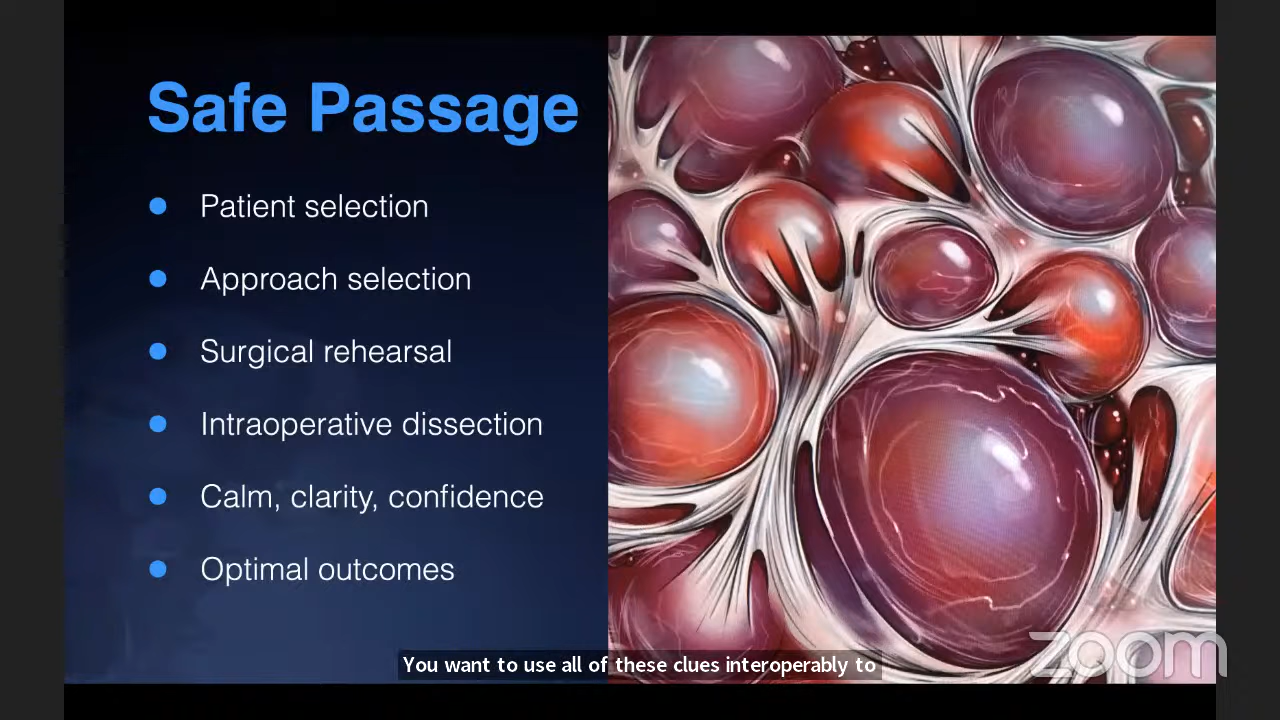 Safe Passage
Patient selection
Approach selection
Surgical rehearsal
Intraoperative dissection
Calm, clarity, confidence
Optimal outcomes
You want to use all of these clues interoperably to
zoom